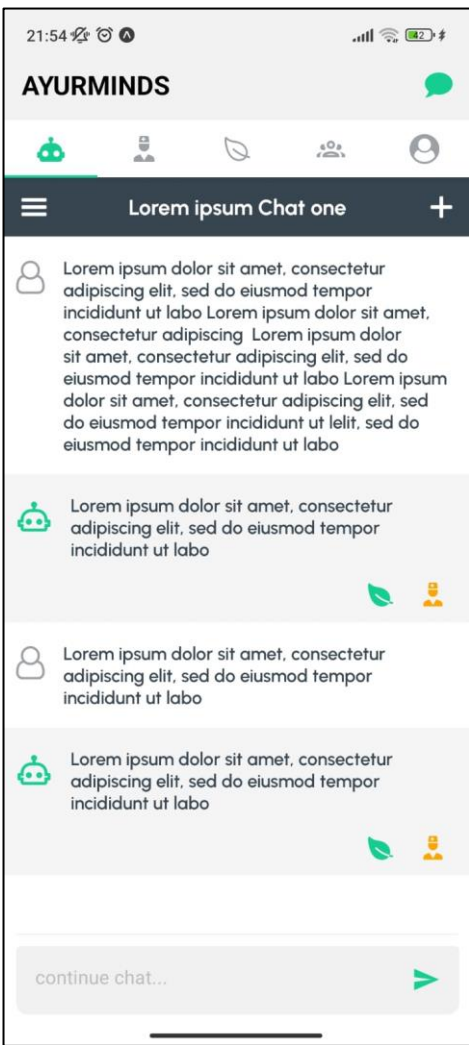 21:54
42
AYURMINDS
Lorem ipsum Chat one
Lorem ipsum dolor sit amet, consectetur
adipiscing elit, sed do eiusmod tempor
incididunt ut labo Lorem ipsum dolor sit amet,
consectetur adipiscing  Lorem ipsum dolor
sit amet, consectetur adipiscing elit, sed do
eiusmod tempor incididunt ut labo Lorem ipsum
dolor sit amet, consectetur adipiscing elit, sed
do eiusmod tempor incididunt ut lelit, sed do
eiusmod tempor incididunt ut labo
Lorem ipsum dolor sit amet, consectetur
adipiscing elit, sed do eiusmod tempor
incididunt ut labo
Lorem ipsum dolor sit amet, consectetur
adipiscing elit, sed do eiusmod tempor
incididunt ut labo
Lorem ipsum dolor sit amet, consectetur
adipiscing elit, sed do eiusmod tempor
incididunt ut labo
continue chat...